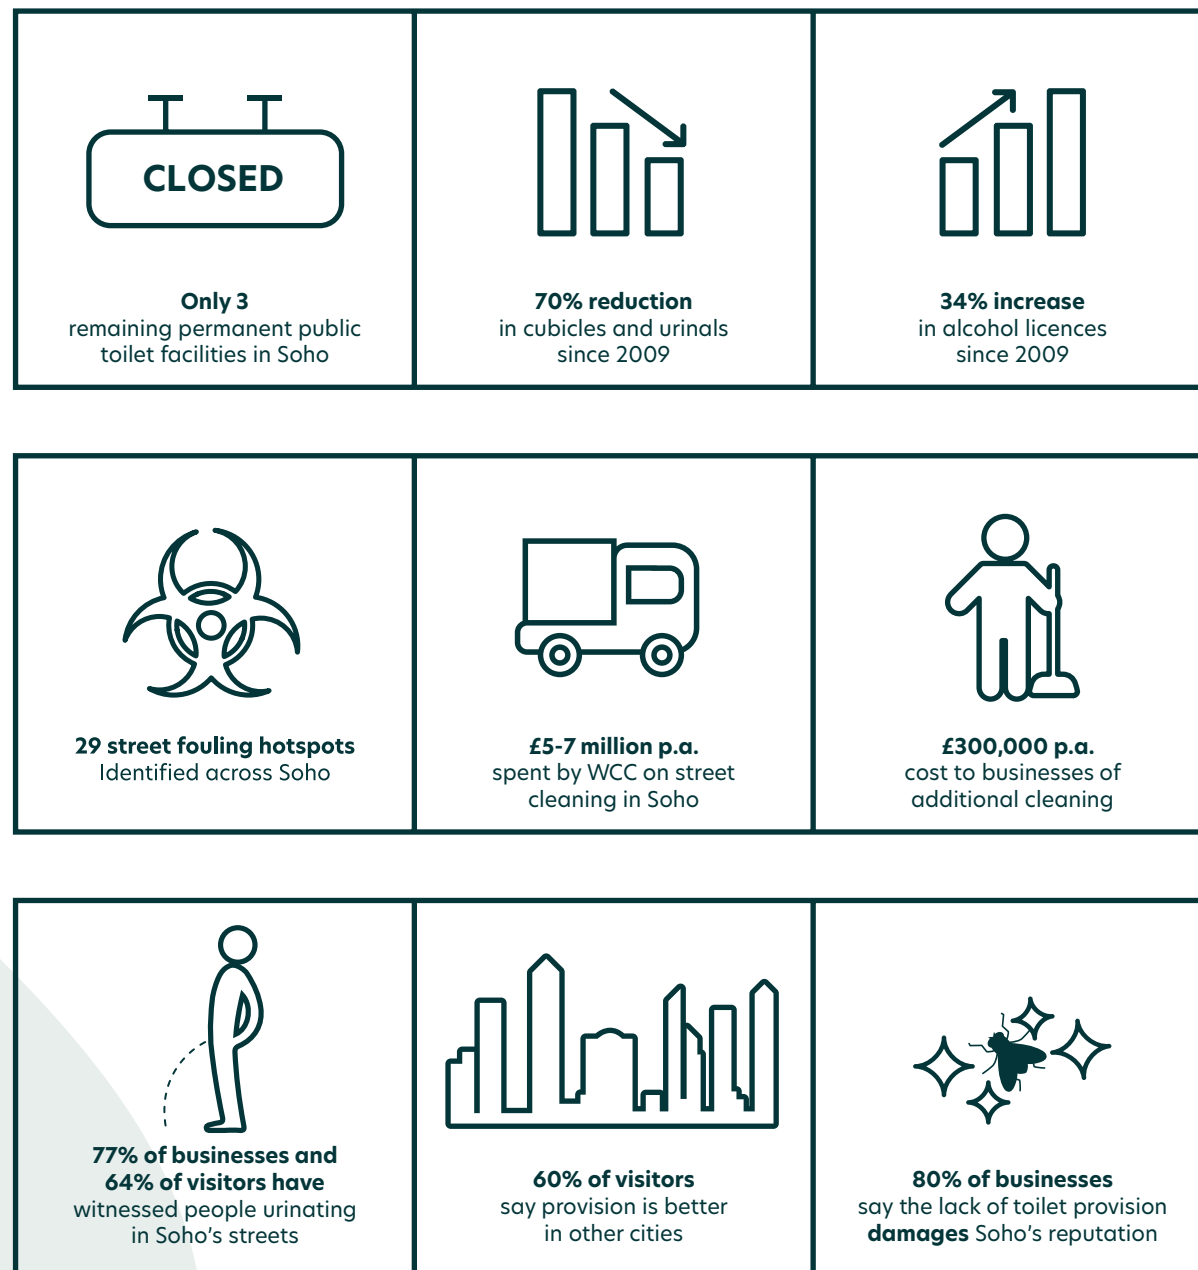 CLOSED
Only 3
remaining permanent public
toilet facilities in Soho
70% reduction
in cubicles and urinals
since 2009
34% increase
in alcohol licences
since 2009
29 street fouling hotspots
Identified across Soho
£5-7 million p.a.
spent by WCC on street
cleaning in Soho
£300,000 p.a.
cost to businesses of
additional cleaning
77% of businesses and
64% of visitors have
witnessed people urinating
in Soho's streets
60% of visitors
say provision is better
in other cities
80% of businesses
say the lack of toilet provision
damages Soho's reputation